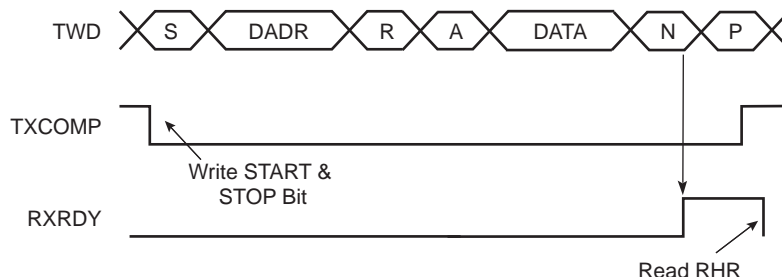 TWD S DADR R A DATA N P
TXCOMP
Write START &
STOP Bit
RXRDY
Read RHR